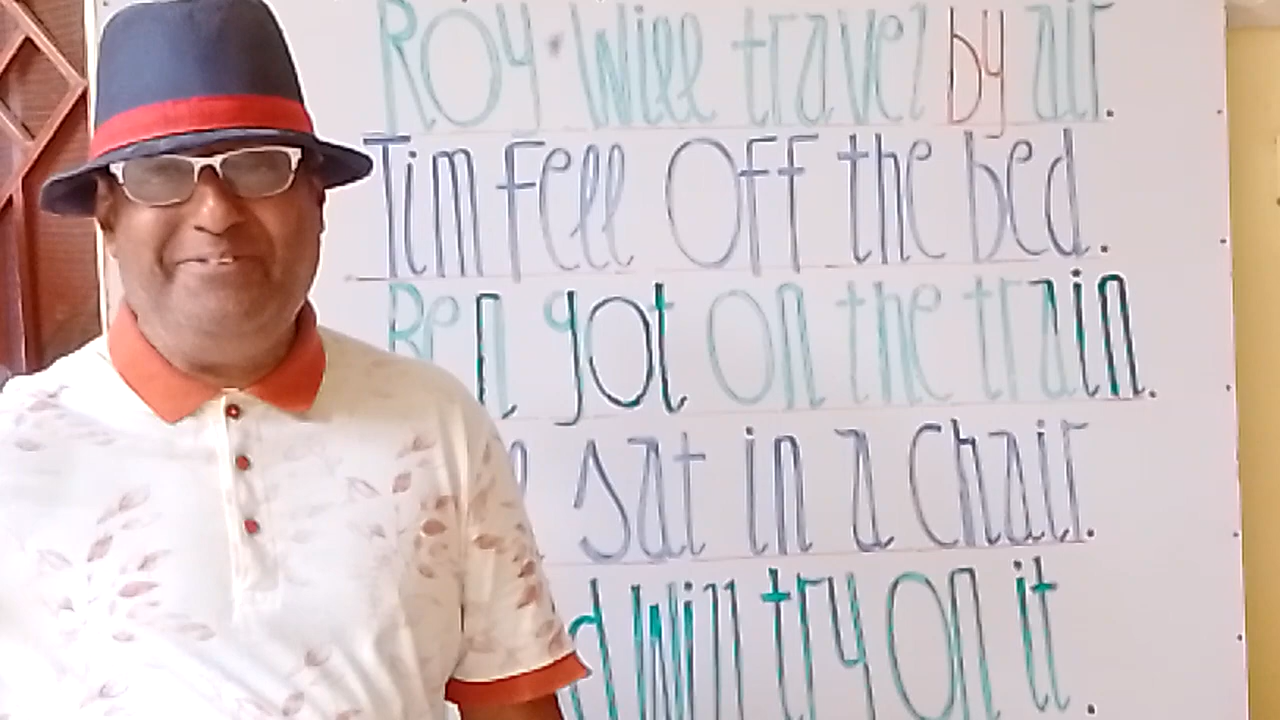 Roy will travel by air.
Tim Fell Off the bed.
Ben got on the train.
sat in a chair.
will try on it.